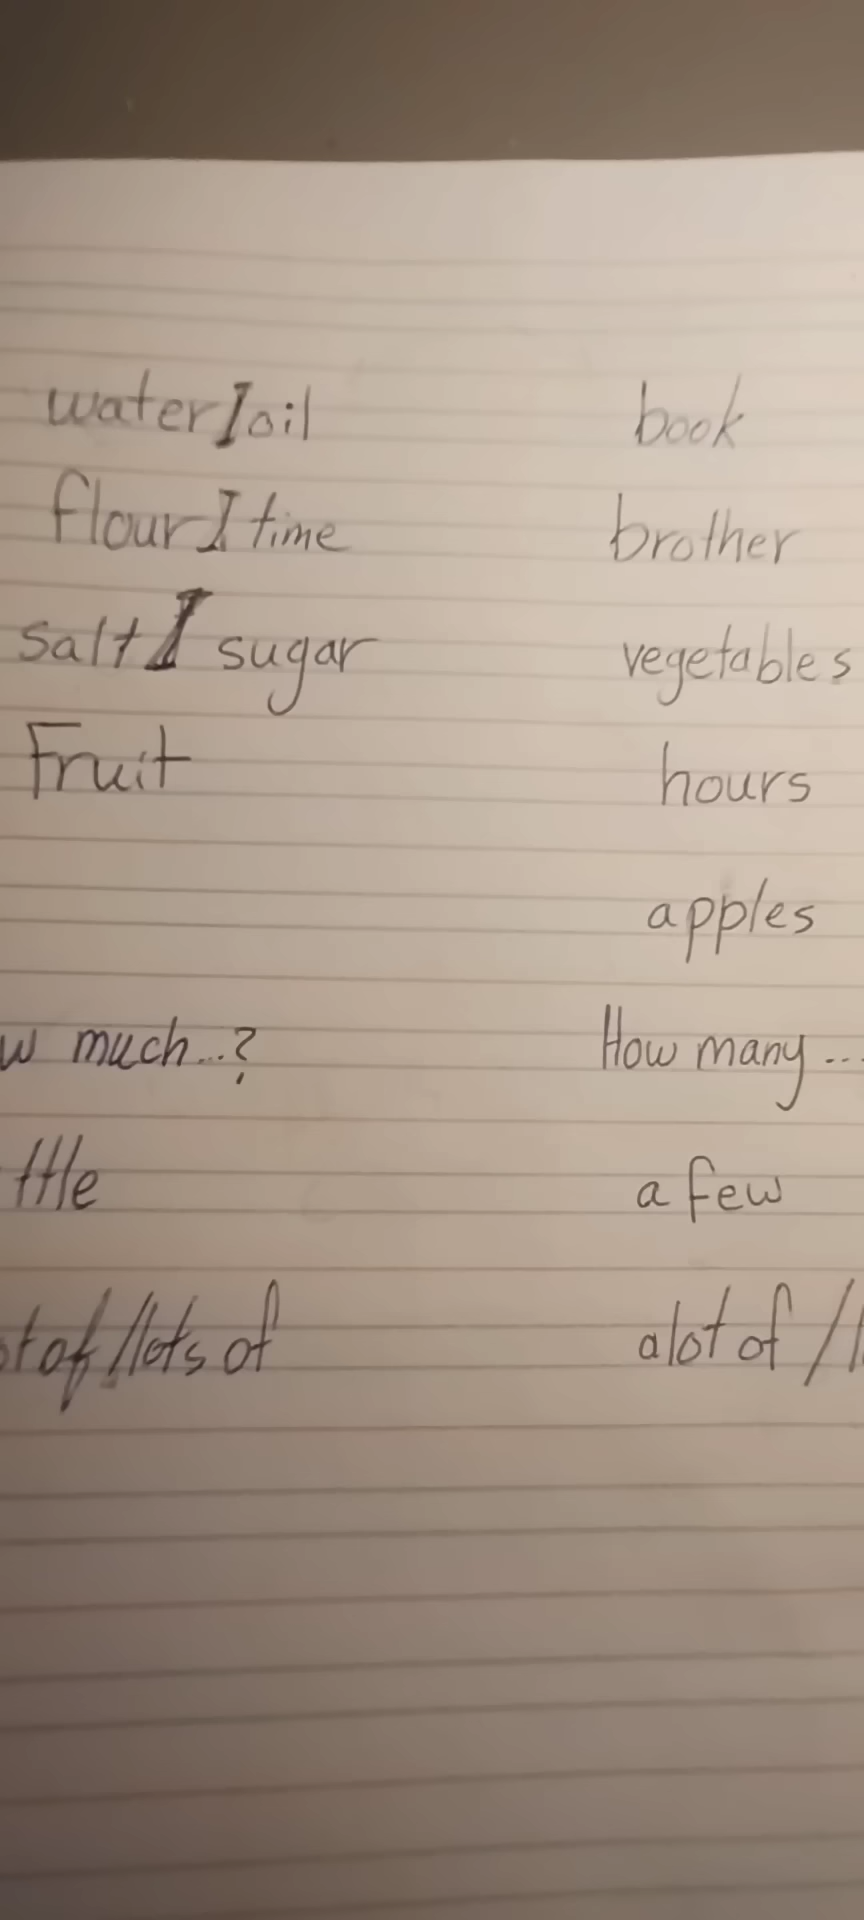 water/oil book
flour/time brother
salt/sugar vegetables
Fruit hours
apples
w much...? How many...
ttle a few
t of/lots of alot of/